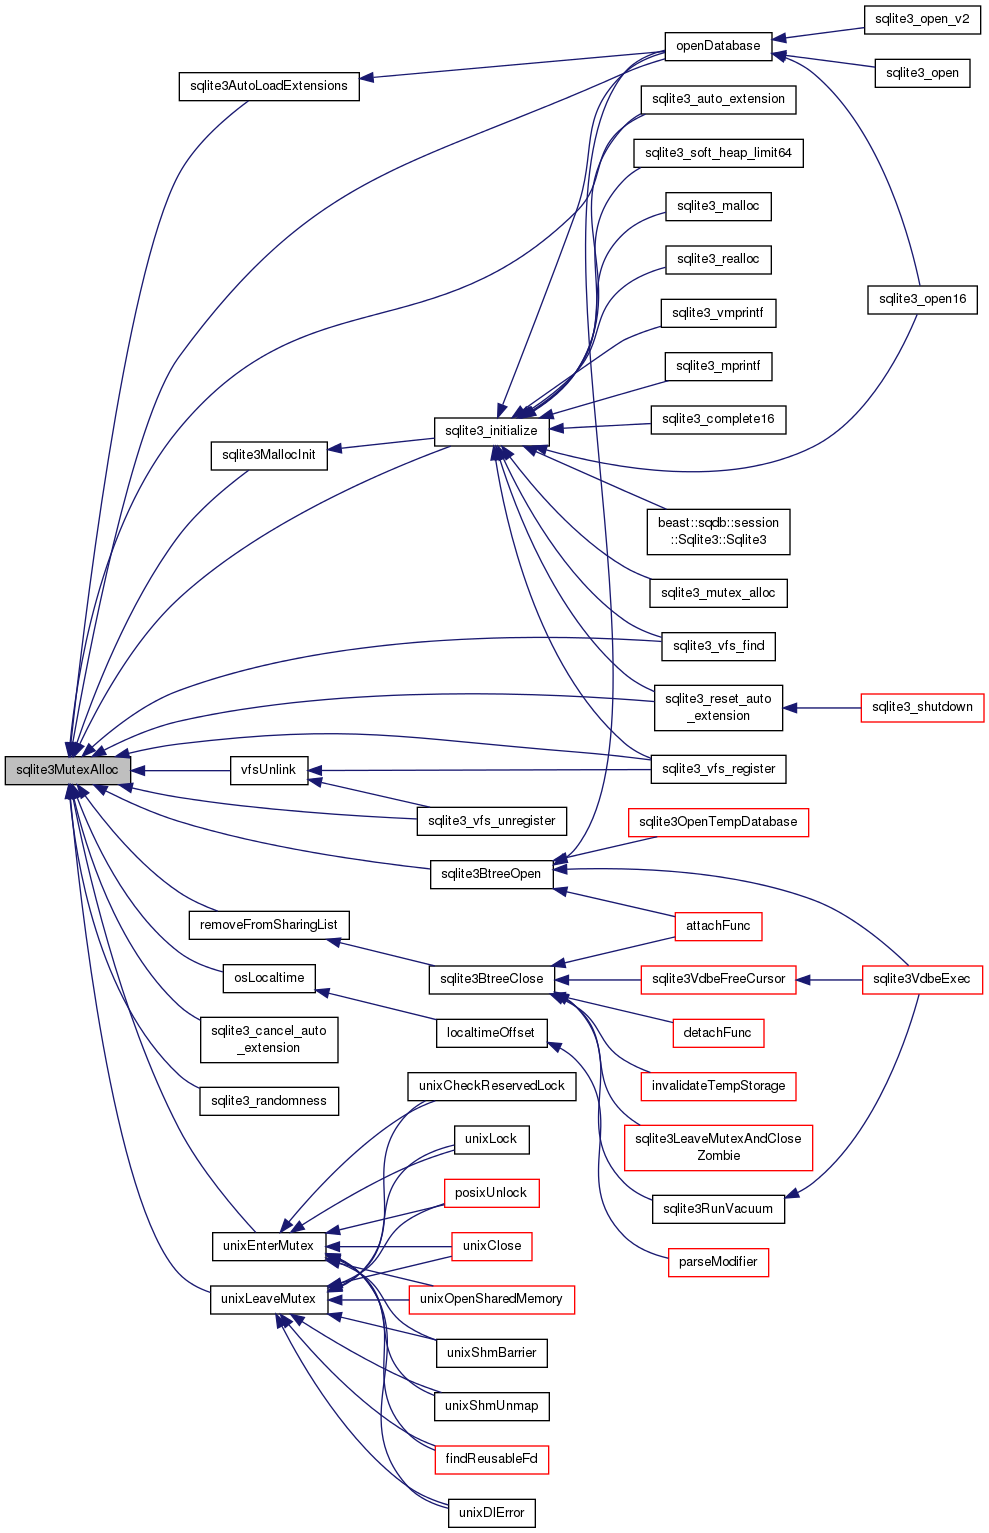 sqlite3_open_v2
openDatabase
sqlite3_open
sqlite3AutoLoadExtensions
sqlite3_auto_extension
sqlite3_soft_heap_limit64
sqlite3_malloc
sqlite3_realloc
sqlite3_open16
sqlite3_vmprintf
sqlite3_mprintf
sqlite3_complete16
sqlite3_initialize
sqlite3MallocInit
beast::sqdb::session
::Sqlite3::Sqlite3
sqlite3_mutex_alloc
sqlite3_vfs_find
sqlite3_reset_auto
_extension
sqlite3_shutdown
sqlite3MutexAlloc
vfsUnlink
sqlite3_vfs_register
sqlite3_vfs_unregister
sqlite3OpenTempDatabase
sqlite3BtreeOpen
removeFromSharingList
attachFunc
osLocaltime
sqlite3BtreeClose
sqlite3VdbeFreeCursor
sqlite3VdbeExec
sqlite3_cancel_auto
_extension
localtimeOffset
detachFunc
unixCheckReservedLock
invalidateTempStorage
sqlite3_randomness
unixLock
sqlite3LeaveMutexAndClose
Zombie
posixUnlock
sqlite3RunVacuum
unixEnterMutex
unixClose
parseModifier
unixLeaveMutex
unixOpenSharedMemory
unixShmBarrier
unixShmUnmap
findReusableFd
unixDlError